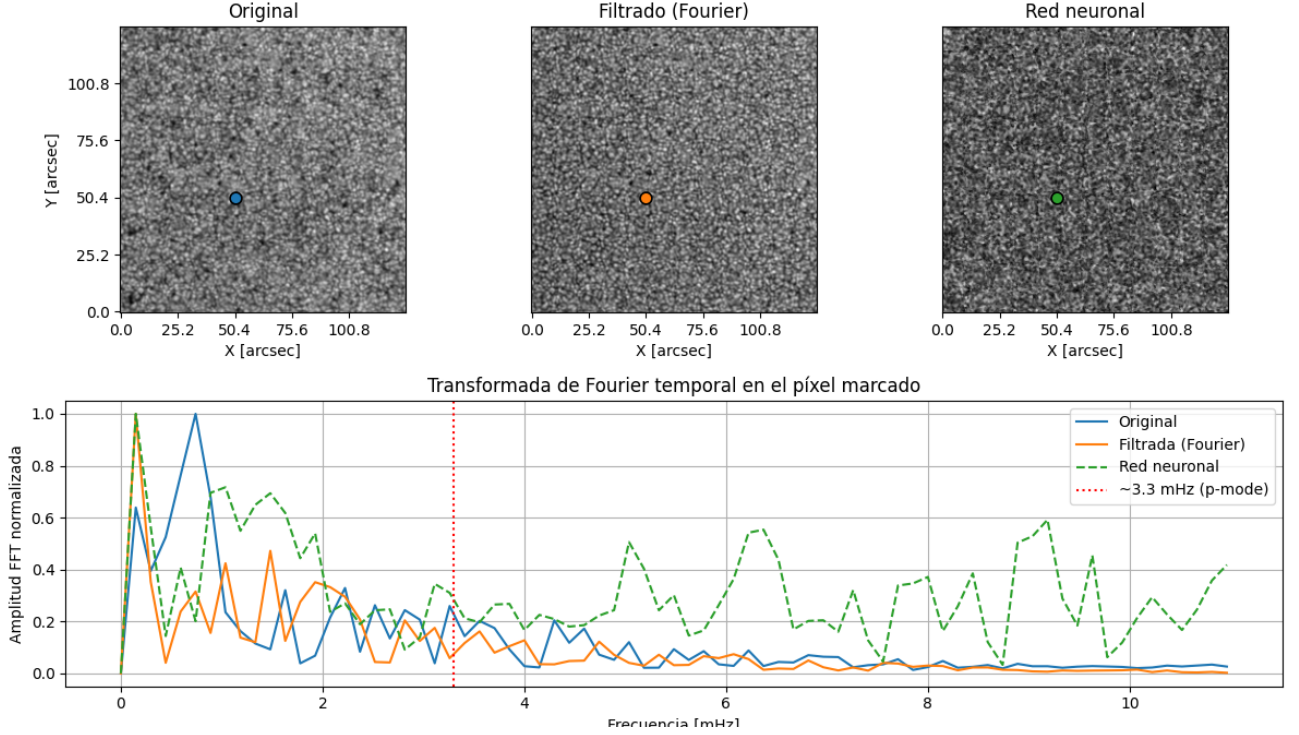 Original
Filtrado (Fourier)
Red neuronal
Y [arcsec]
100.8
75.6
50.4
25.2
0.0
0.0 25.2 50.4 75.6 100.8
0.0 25.2 50.4 75.6 100.8
0.0 25.2 50.4 75.6 100.8
X [arcsec]
X [arcsec]
X [arcsec]
Transformada de Fourier temporal en el píxel marcado
Amplitud FFT normalizada
1.0
0.8
0.6
0.4
0.2
0.0
Original
Filtrada (Fourier)
Red neuronal
~3.3 mHz (p-mode)
0 2 4 6 8 10
Frecuencia [mHz]